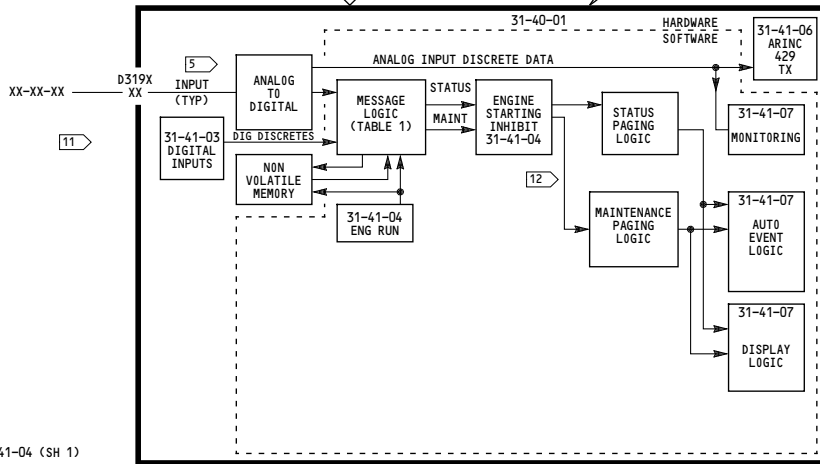 31-40-01
HARDWARE
SOFTWARE
31-41-06
ARINC
429
TX
5
ANALOG INPUT DISCRETE DATA
XX-XX-XX
D319X
XX
INPUT
(TYP)
ANALOG
TO
DIGITAL
MESSAGE
LOGIC
(TABLE 1)
STATUS
MAINT
ENGINE
STARTING
INHIBIT
31-41-04
STATUS
PAGING
LOGIC
31-41-07
MONITORING
11
31-41-03
DIGITAL
INPUTS
DIG DISCRETES
NON
VOLATILE
MEMORY
12
31-41-04
ENG RUN
MAINTENANCE
PAGING
LOGIC
31-41-07
AUTO
EVENT
LOGIC
31-41-07
DISPLAY
LOGIC
41-04 (SH 1)